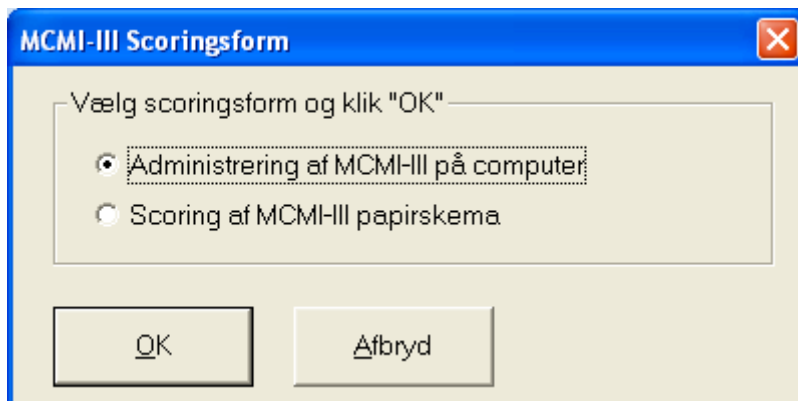 MCMI-III Scoringsform
Vælg scoringsform og klik "OK"
Administrering af MCMI-III på computer
Scoring af MCMI-III papirskema
OK
Afbryd